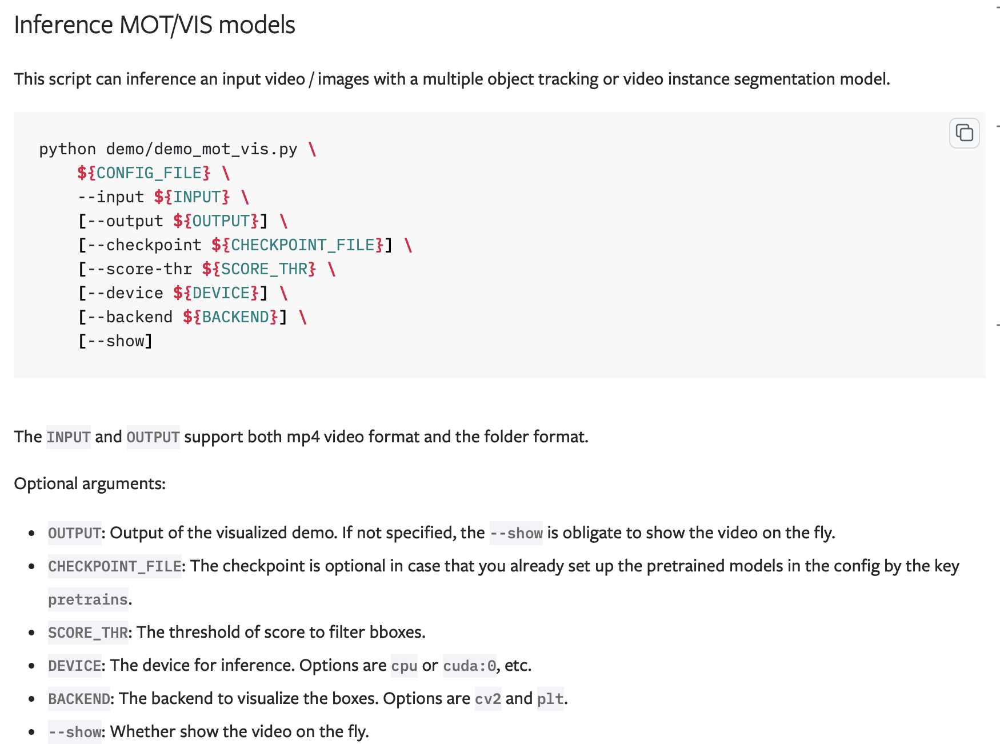 Inference MOT/VIS models
This script can inference an input video / images with a multiple object tracking or video instance segmentation model.
python demo/demo_mot_vis.py \
    ${CONFIG_FILE} \
    --input ${INPUT} \
    [--output ${OUTPUT}] \
    [--checkpoint ${CHECKPOINT_FILE}] \
    [--score-thr ${SCORE_THR} \
    [--device ${DEVICE}] \
    [--backend ${BACKEND}] \
    [--show]
The INPUT and OUTPUT support both mp4 video format and the folder format.
Optional arguments:
• OUTPUT: Output of the visualized demo. If not specified, the --show is obligate to show the video on the fly.
• CHECKPOINT_FILE: The checkpoint is optional in case that you already set up the pretrained models in the config by the key
pretrains.
• SCORE_THR: The threshold of score to filter bboxes.
• DEVICE: The device for inference. Options are cpu or cuda:0, etc.
• BACKEND: The backend to visualize the boxes. Options are cv2 and plt.
• --show: Whether show the video on the fly.